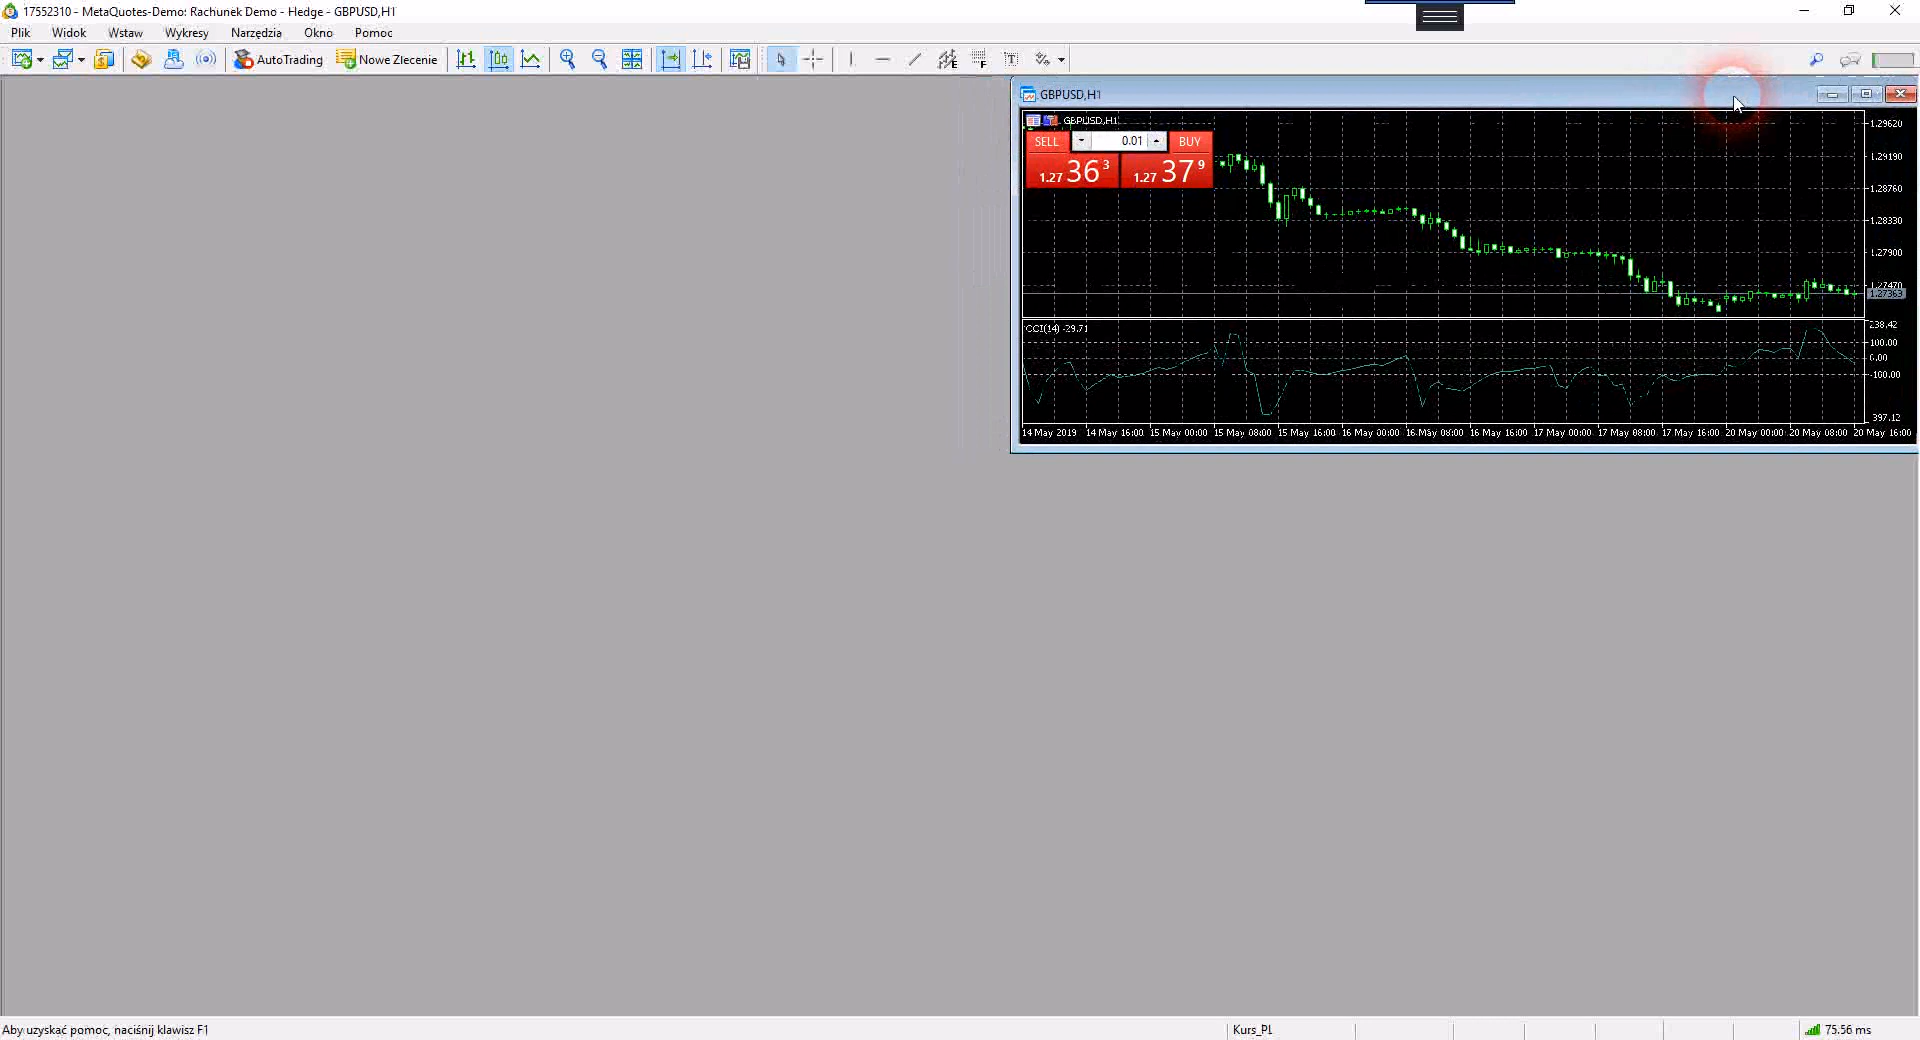 17552310 - MetaQuotes-Demo: Rachunek Demo - Hedge - GBPUSD,H1
Plik Widok Wstaw Wykresy Narzędzia Okno Pomoc
AutoTrading Nowe Zlecenie
GBPUSD,H1
GBPUSD,H1
SELL 0.01 BUY
1.27 36 3 1.27 37 9
1.29620
1.29190
1.28760
1.28330
1.27900
1.27470
1.27363
CCI(14) -29.71
238.42
100.00
0.00
-100.00
397.12
14 May 2019 14 May 16:00 15 May 00:00 15 May 08:00 15 May 16:00 16 May 00:00 16 May 08:00 16 May 16:00 17 May 00:00 17 May 08:00 17 May 16:00 20 May 00:00 20 May 08:00 20 May 16:00
Aby uzyskać pomoc, naciśnij klawisz F1 Kurs_PL 75.56 ms